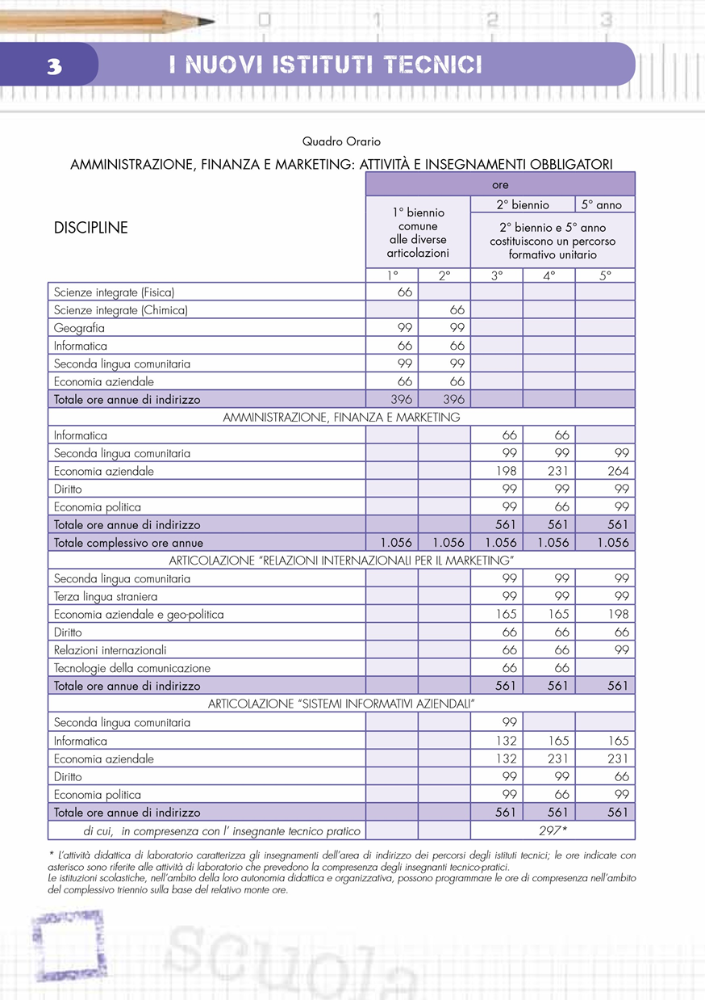 0 1 2 3
3 I NUOVI ISTITUTI TECNICI
Quadro Orario
AMMINISTRAZIONE, FINANZA E MARKETING: ATTIVITÀ E INSEGNAMENTI OBBLIGATORI
DISCIPLINE
ore
1° biennio
comune
alle diverse
articolazioni
2° biennio 5° anno
2° biennio e 5° anno
costituiscono un percorso
formativo unitario
1° 2° 3° 4° 5°
Scienze integrate (Fisica) 66
Scienze integrate (Chimica) 66
Geografia 99 99
Informatica 66 66
Seconda lingua comunitaria 99 99
Economia aziendale 66 66
Totale ore annue di indirizzo 396 396
AMMINISTRAZIONE, FINANZA E MARKETING
Informatica 66 66
Seconda lingua comunitaria 99 99 99
Economia aziendale 198 231 264
Diritto 99 99 99
Economia politica 99 66 99
Totale ore annue di indirizzo 561 561 561
Totale complessivo ore annue 1.056 1.056 1.056 1.056 1.056
ARTICOLAZIONE “RELAZIONI INTERNAZIONALI PER IL MARKETING”
Seconda lingua comunitaria 99 99 99
Terza lingua straniera 99 99 99
Economia aziendale e geo-politica 165 165 198
Diritto 66 66 66
Relazioni internazionali 66 66 99
Tecnologie della comunicazione 66 66
Totale ore annue di indirizzo 561 561 561
ARTICOLAZIONE “SISTEMI INFORMATIVI AZIENDALI”
Seconda lingua comunitaria 99
Informatica 132 165 165
Economia aziendale 132 231 231
Diritto 99 99 66
Economia politica 99 66 99
Totale ore annue di indirizzo 561 561 561
di cui, in compresenza con l’ insegnante tecnico pratico 297*
* L’attività didattica di laboratorio caratterizza gli insegnamenti dell’area di indirizzo dei percorsi degli istituti tecnici; le ore indicate con
asterisco sono riferite alle attività di laboratorio che prevedono la compresenza degli insegnanti tecnico-pratici.
Le istituzioni scolastiche, nell’ambito della loro autonomia didattica e organizzativa, possono programmare le ore di compresenza nell’ambito
del complessivo triennio sulla base del relativo monte ore.
scuola